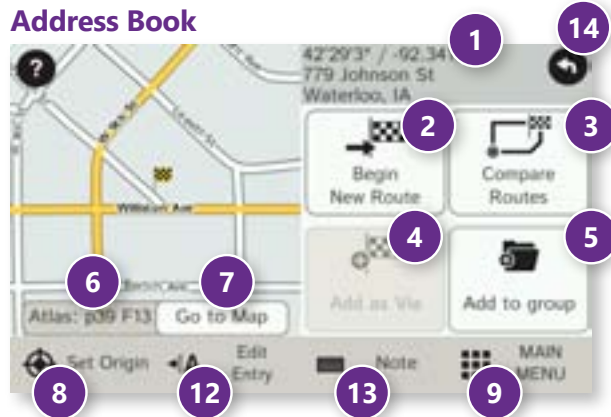 Address Book
14
?
42°29'3" / -92.34
1
779 Johnson St
Waterloo, IA
2
3
Begin
New Route
Compare
Routes
4
5
Williston Ave
6
7
Add as Via
Add to group
Atlas: p39 F13
Go to Map
Set Origin
A
Edit
Entry
Note
MAIN
MENU
8
12
13
9